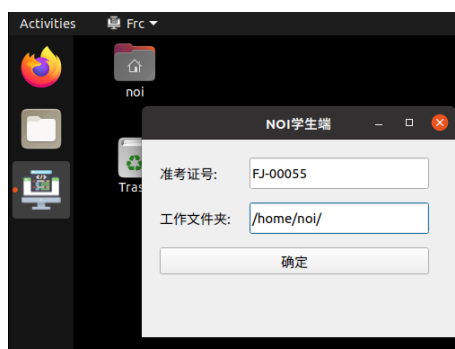 Activities Frc
noi
NOI学生端
Tras
准考证号: FJ-00055
工作文件夹: /home/noi/
确定